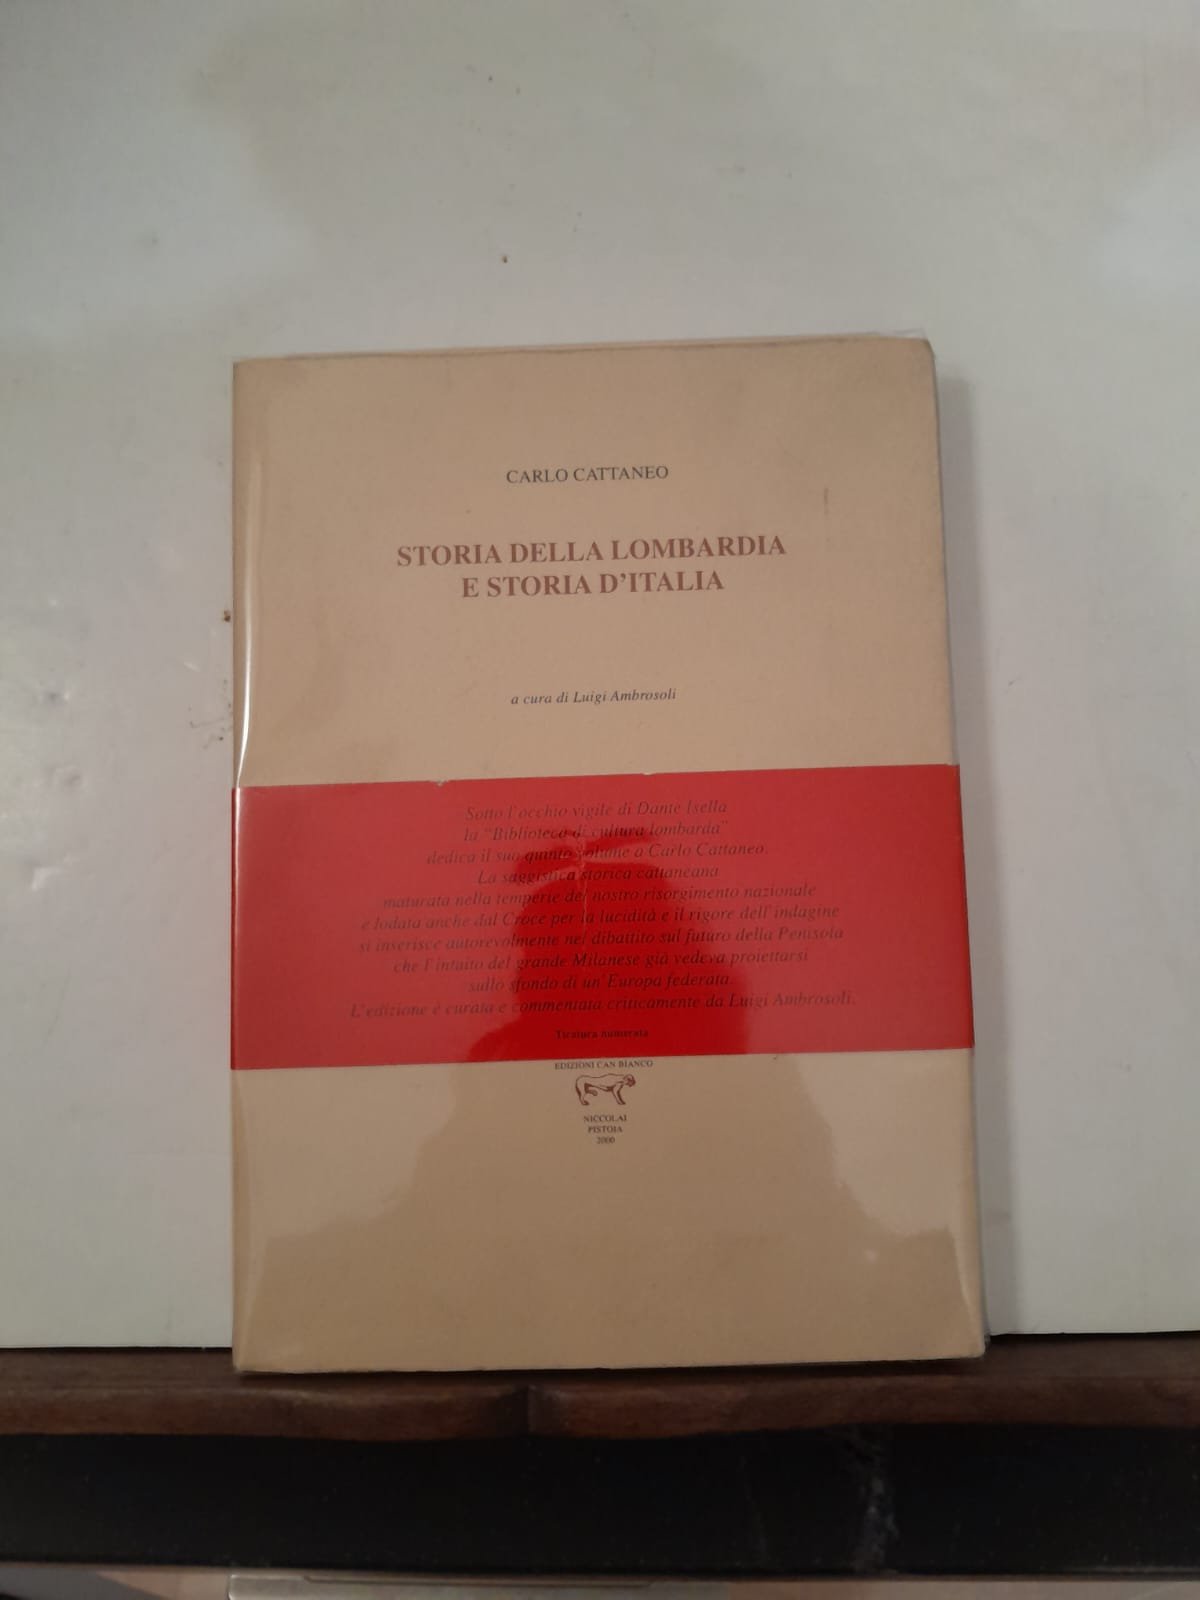 CARLO CATTANEO
STORIA DELLA LOMBARDIA
E STORIA D'ITALIA
a cura di Luigi Ambrosoli
Sotto l'occhio vigile di Dante Isella
la "Biblioteca di cultura lombarda"
dedica il suo quinto volume a Carlo Cattaneo.
La saggistica storica cattaneana
maturata nella temperie del nostro risorgimento nazionale
e lodata anche dal Croce per la lucidità e il rigore dell'indagine
si inserisce autorevolmente nel dibattito sul futuro della Penisola
che l'intuito del grande Milanese già vedeva proiettarsi
sullo sfondo di un'Europa federata.
L'edizione è curata e commentata criticamente da Luigi Ambrosoli.
Tiratura numerata
EDIZIONI CAN BIANCO
NICCOLAI
PISTOIA
2000